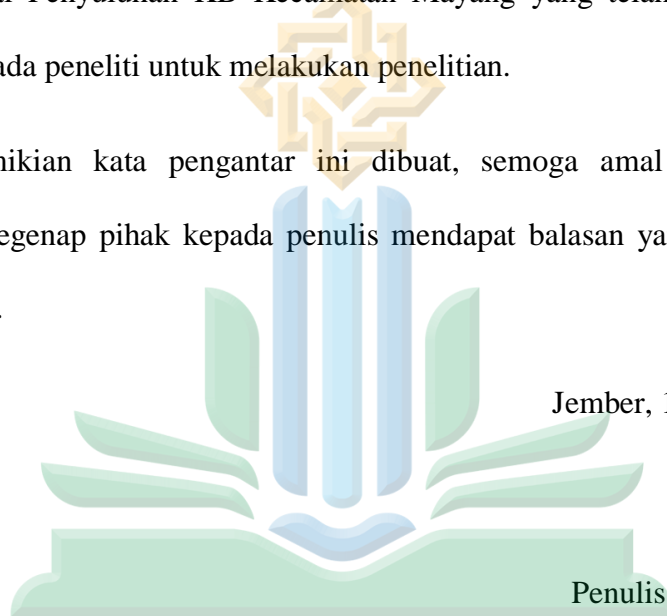 Penyuluhan KB Kecamatan Mayang yang telah
ada peneliti untuk melakukan penelitian.
mikian kata pengantar ini dibuat, semoga amal
egenap pihak kepada penulis mendapat balasan ya
Jember, 1
Penulis